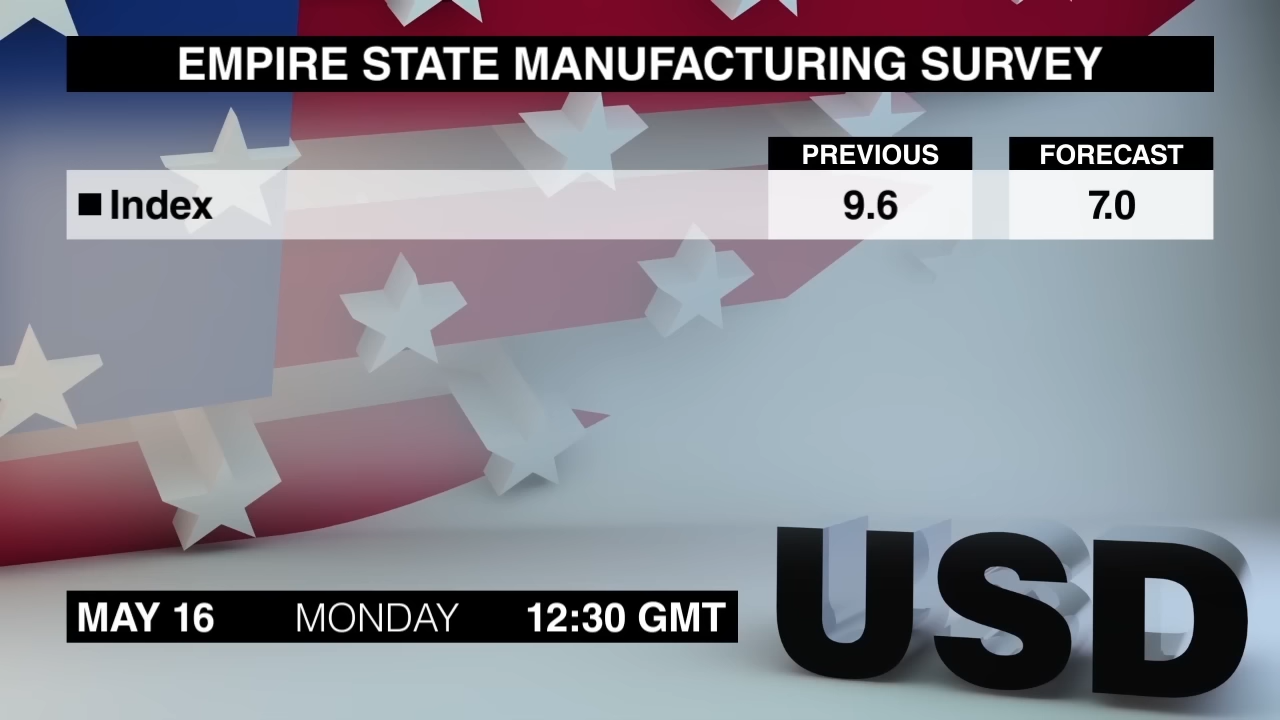 EMPIRE STATE MANUFACTURING SURVEY
PREVIOUS FORECAST
Index 9.6 7.0
MAY 16 MONDAY 12:30 GMT
USD